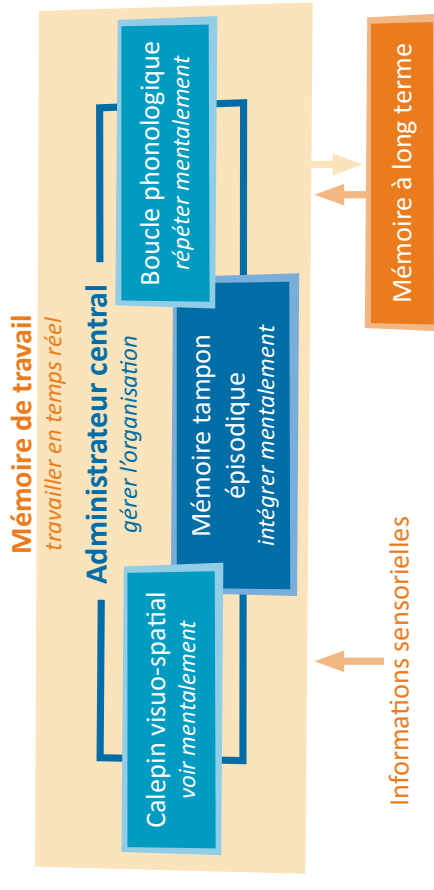 Mémoire de travail
travailler en temps réel
Administrateur central
gérer l'organisation
Calepin visuo-spatial
voir mentalement
Mémoire tampon
épisodique
intégrer mentalement
Boucle phonologique
répéter mentalement
Informations sensorielles
Mémoire à long terme